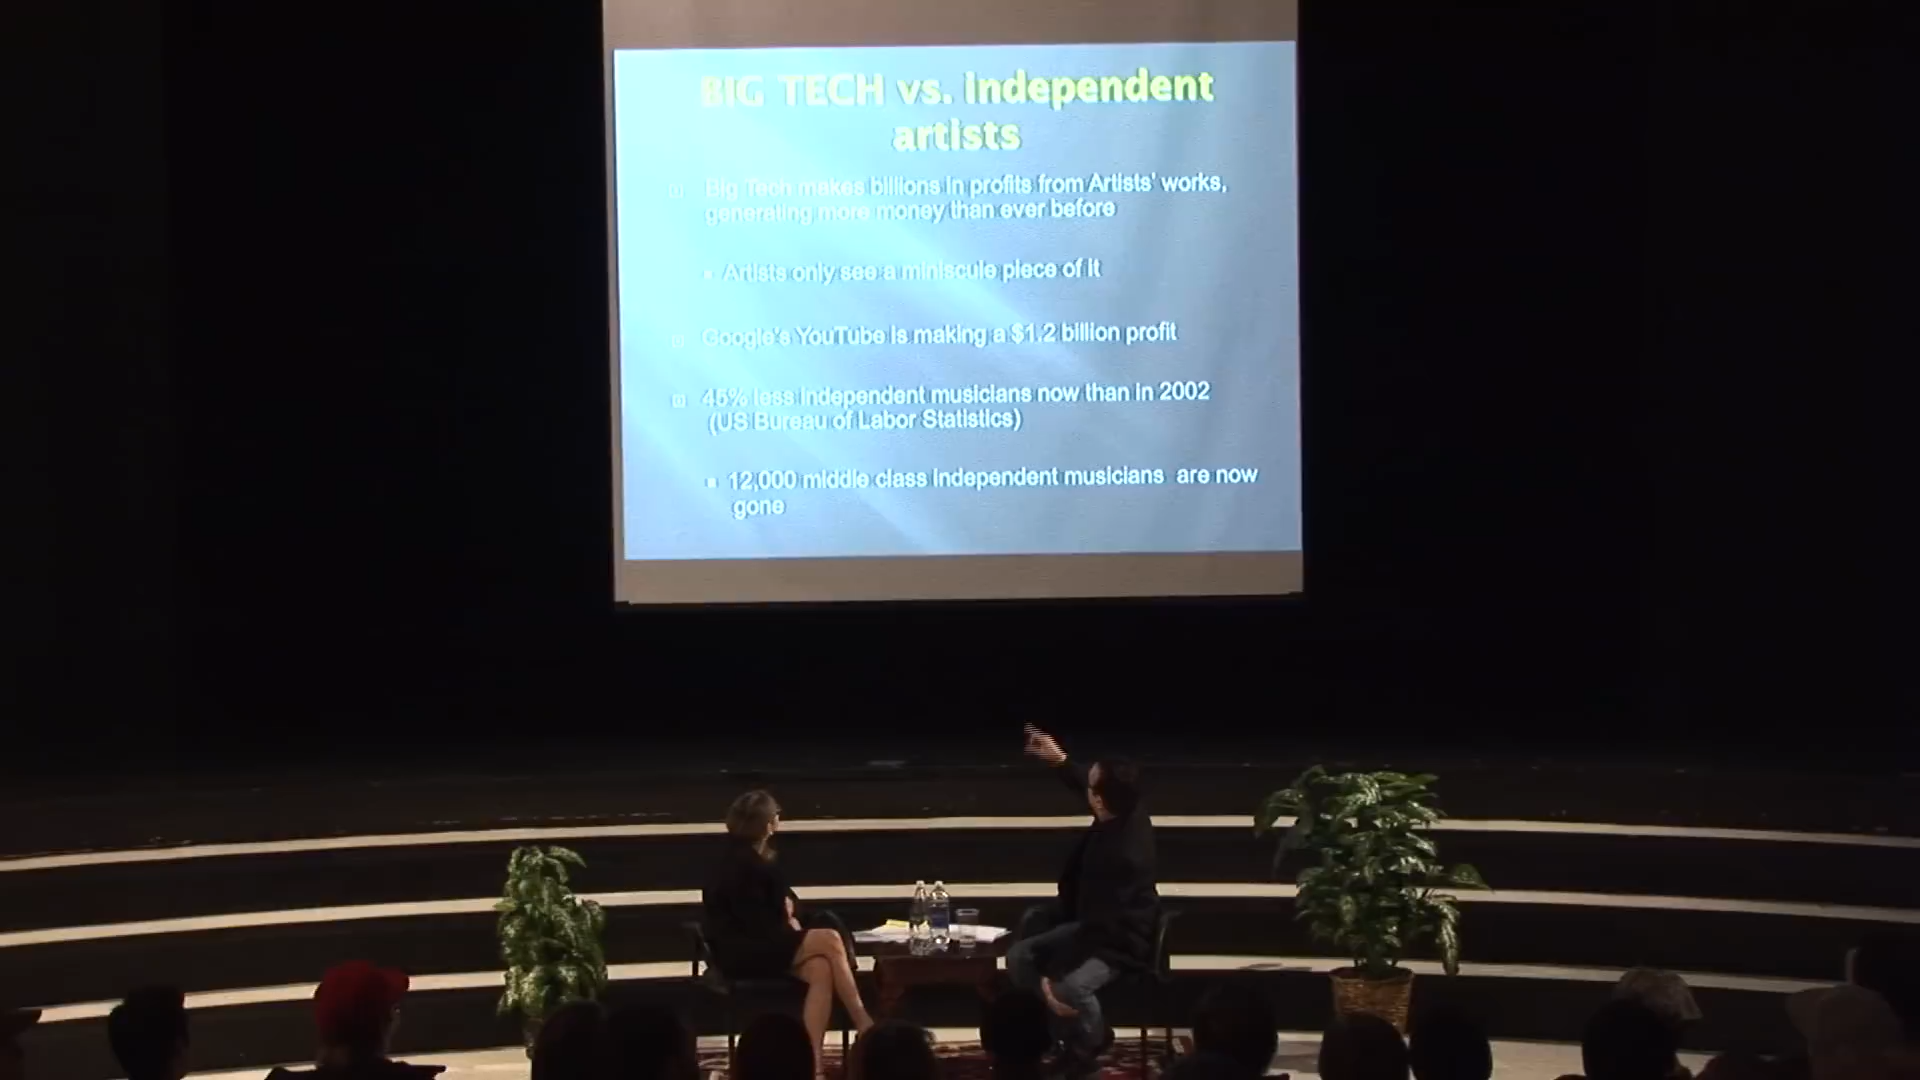 BIG TECH vs. Independent
artists
Big Tech makes billions in profits from Artists' works,
generating more money than ever before
Artists only see a miniscule piece of it
Google's YouTube is making a $1.2 billion profit
45% less independent musicians now than in 2002
(US Bureau of Labor Statistics)
12,000 middle class independent musicians are now
gone